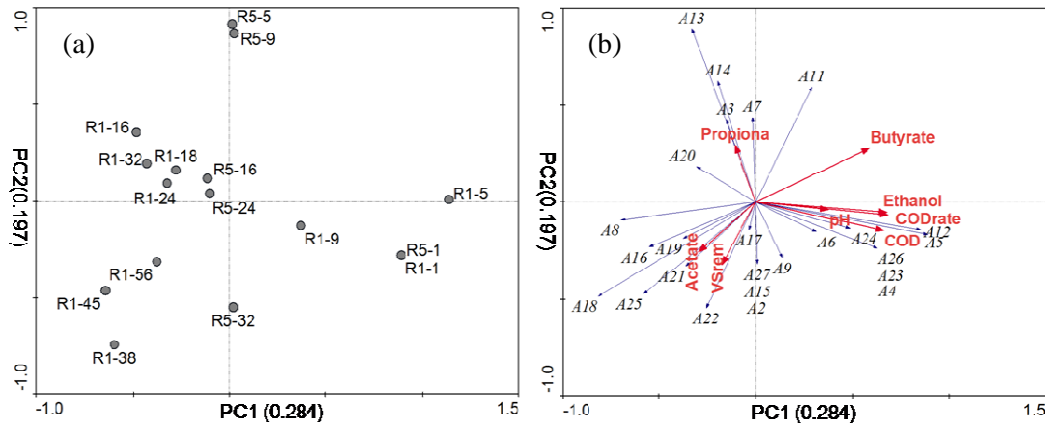 (a)
1.0
R5-5
R5-9
R1-16
R1-32
R1-18
R5-16
R1-24
R5-24
R1-5
R1-9
R5-1
R1-1
R1-56
R1-45
R5-32
R1-38
PC2(0.197)
-1.0
-1.0
PC1 (0.284)
1.5
(b)
1.0
A13
A14
A11
A3
A7
Propiona
Butyrate
A20
Ethanol
pH
CODrate
A8
A12
A17
A6
A24
A5
COD
A16
A19
Acetate
VSrem
A26
A21
A27
A9
A23
A18
A25
A15
A4
A22
A2
PC2(0.197)
-1.0
-1.0
PC1 (0.284)
1.5